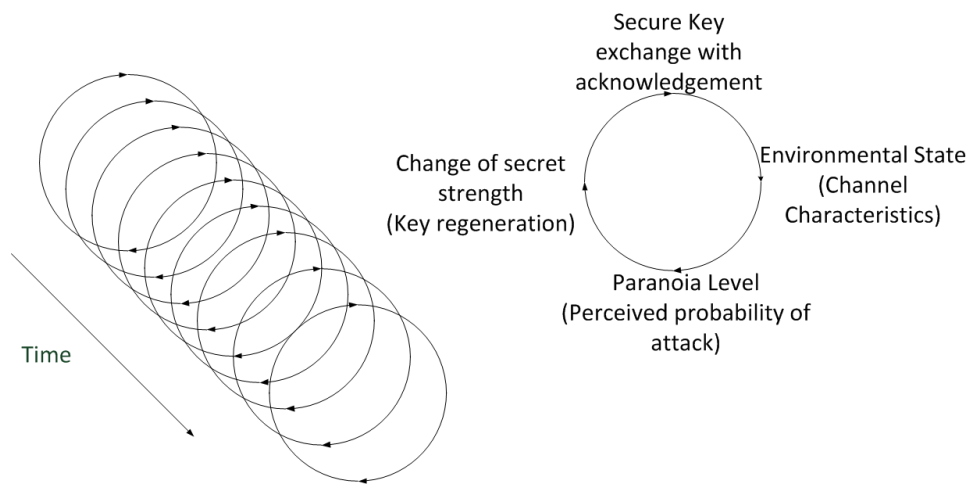 Secure Key
exchange with
acknowledgement
Environmental State
(Channel
Characteristics)
Change of secret
strength
(Key regeneration)
Paranoia Level
(Perceived probability of
attack)
Time